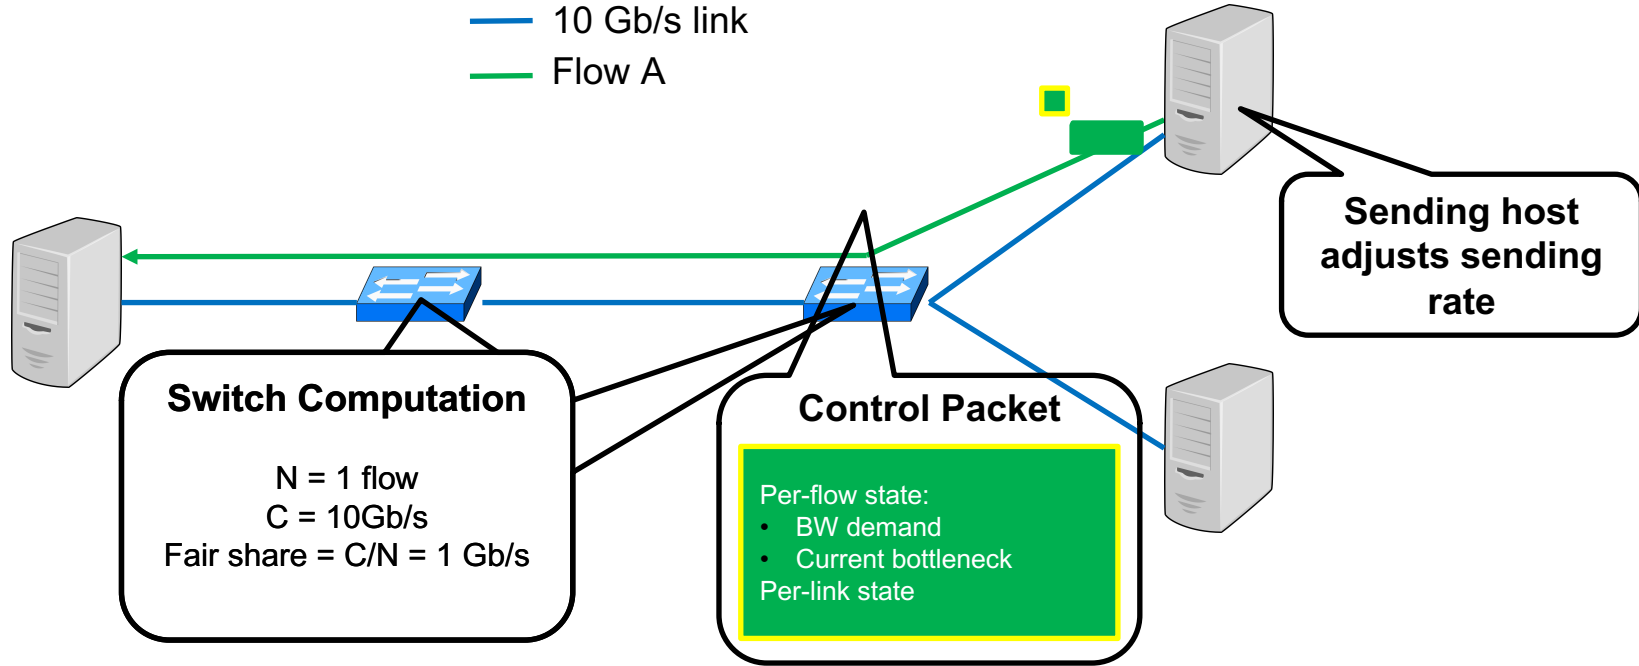 10 Gb/s link
Flow A
Sending host
adjusts sending
rate
Switch Computation
N = 1 flow
C = 10Gb/s
Fair share = C/N = 1 Gb/s
Control Packet
Per-flow state:
• BW demand
• Current bottleneck
Per-link state